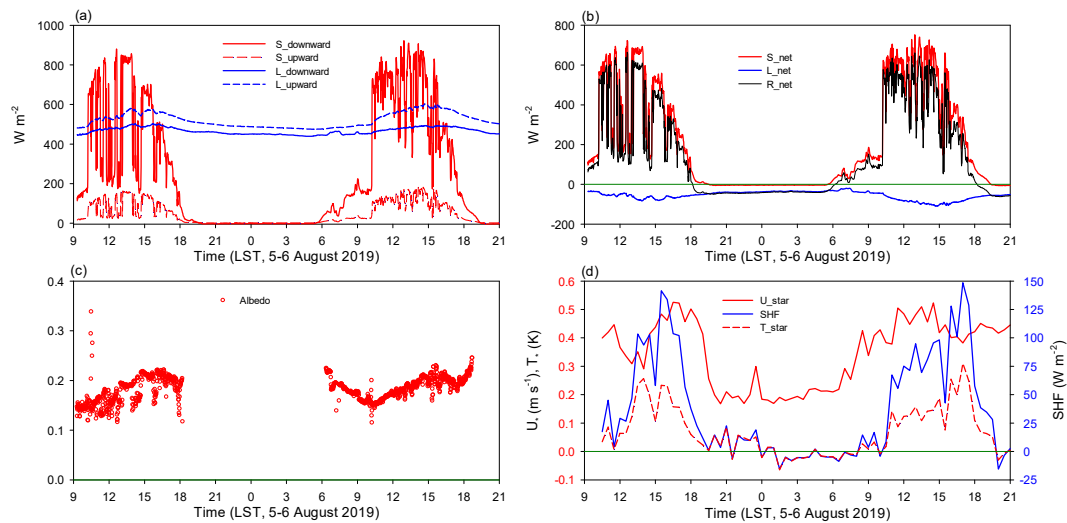 (a)
1000
800
600
400
200
0
W m-2
S_downward
S_upward
L_downward
L_upward
9 12 15 18 21 0 3 6 9 12 15 18 21
Time (LST, 5-6 August 2019)
(b)
800
600
400
200
0
-200
W m-2
S_net
L_net
R_net
9 12 15 18 21 0 3 6 9 12 15 18 21
Time (LST, 5-6 August 2019)
(c)
0.4
0.3
0.2
0.1
0.0
Albedo
9 12 15 18 21 0 3 6 9 12 15 18 21
Time (LST, 5-6 August 2019)
(d)
0.6
0.5
0.4
0.3
0.2
0.1
0.0
-0.1
U* (m s-1), T* (K)
U_star
SHF
T_star
150
125
100
75
50
25
0
-25
SHF (W m-2)
9 12 15 18 21 0 3 6 9 12 15 18 21
Time (LST, 5-6 August 2019)